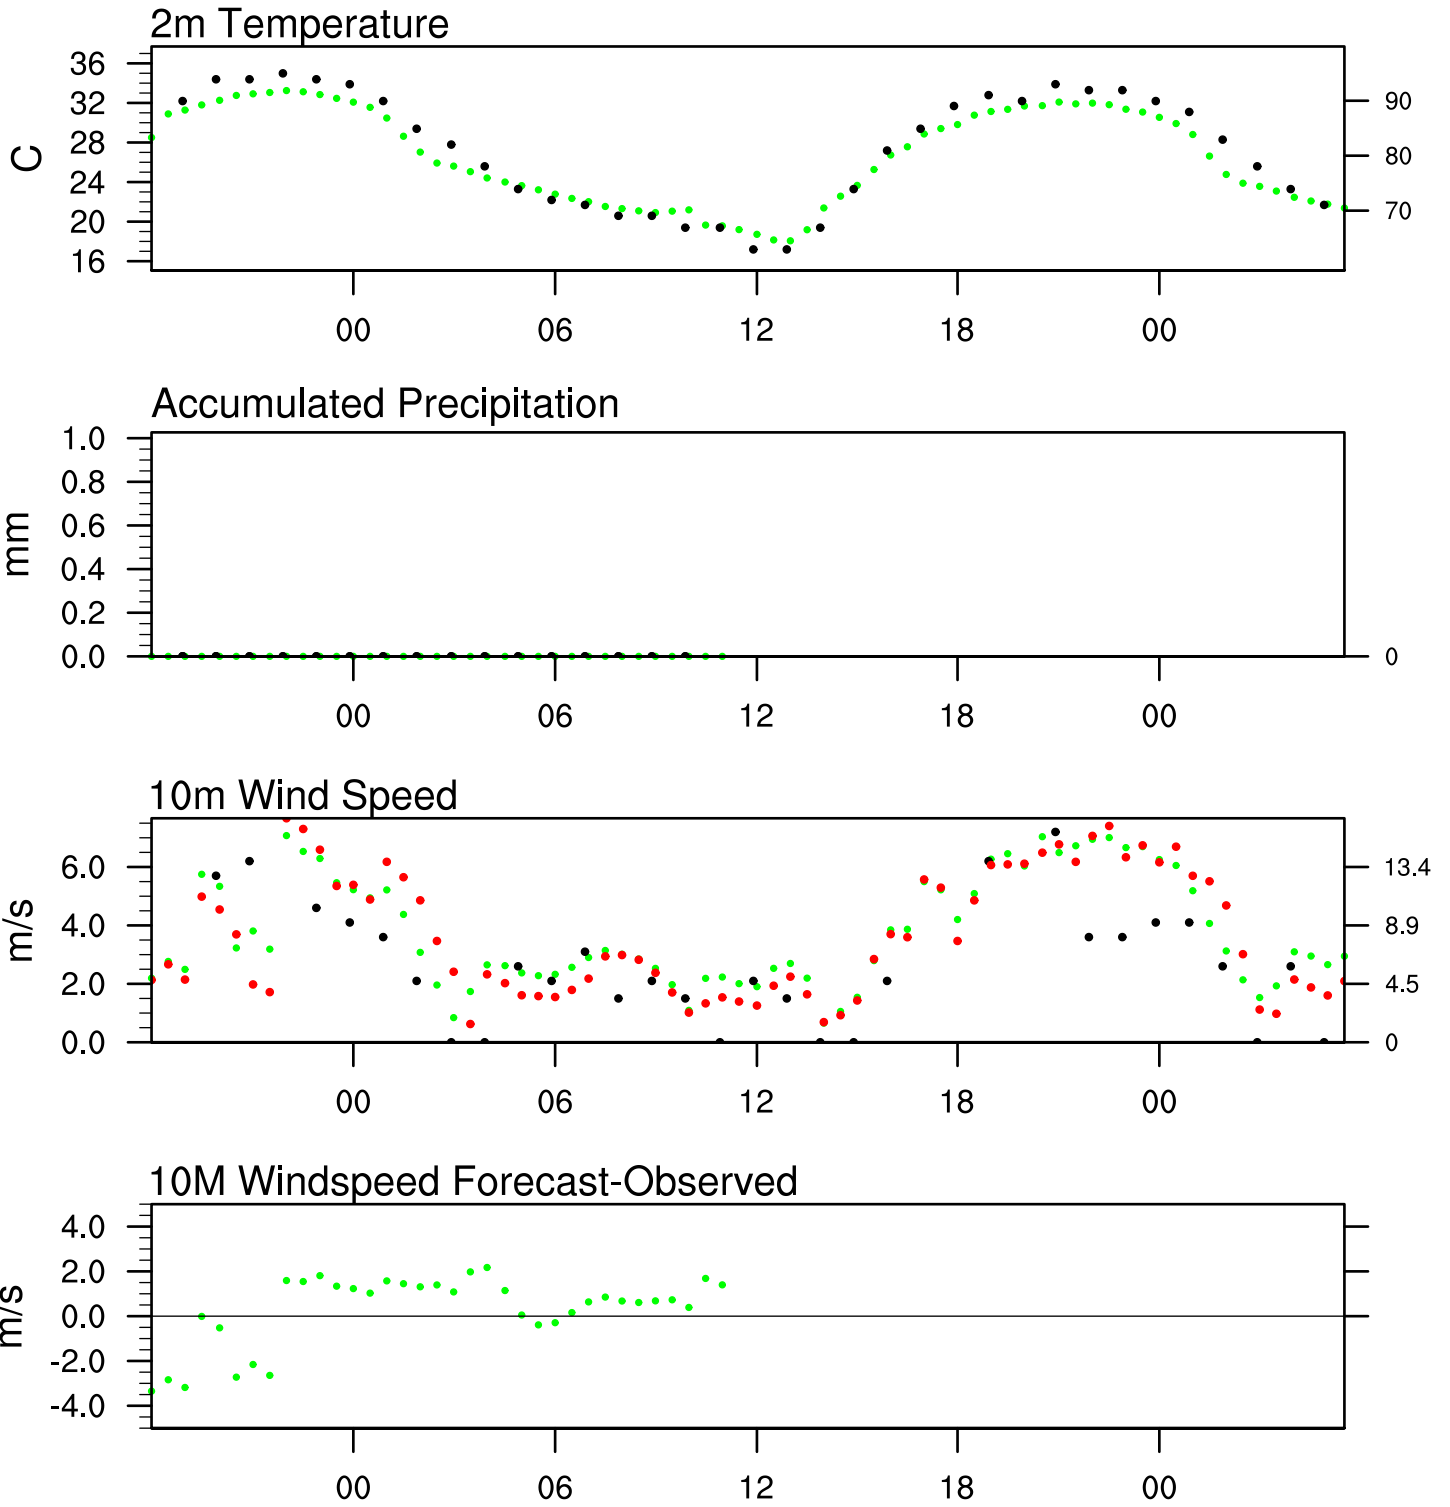 2m Temperature
36
32
28
24
20
16
C
90
80
70
00 06 12 18 00
Accumulated Precipitation
1.0
0.8
0.6
0.4
0.2
0.0
mm
0
00 06 12 18 00
10m Wind Speed
6.0
4.0
2.0
0.0
m/s
13.4
8.9
4.5
0
00 06 12 18 00
10M Windspeed Forecast-Observed
4.0
2.0
0.0
-2.0
-4.0
m/s
00 06 12 18 00